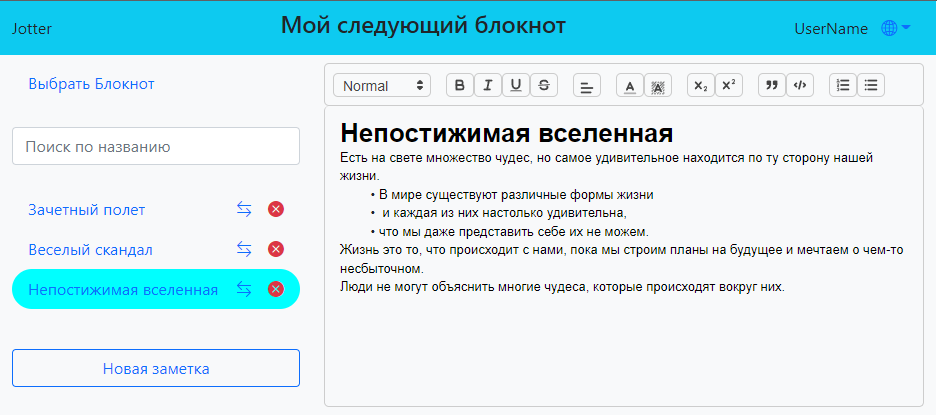 Jotter
Мой следующий блокнот
UserName
Выбрать Блокнот
Поиск по названию
Зачетный полет
Веселый скандал
Непостижимая вселенная
Новая заметка
Normal
B I U S A A X₂ X²
Непостижимая вселенная
Есть на свете множество чудес, но самое удивительное находится по ту сторону нашей
жизни.
• В мире существуют различные формы жизни
• и каждая из них настолько удивительна,
• что мы даже представить себе их не можем.
Жизнь это то, что происходит с нами, пока мы строим планы на будущее и мечтаем о чем-то
несбыточном.
Люди не могут объяснить многие чудеса, которые происходят вокруг них.